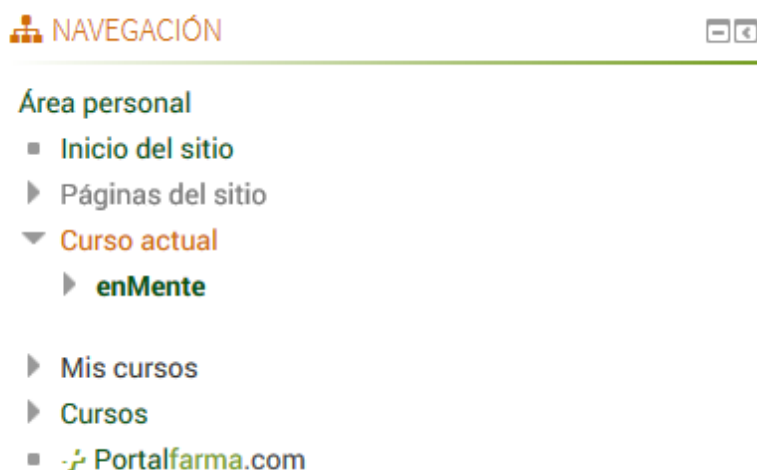 NAVEGACIÓN
Área personal
Inicio del sitio
Páginas del sitio
Curso actual
enMente
Mis cursos
Cursos
Portalfarma.com